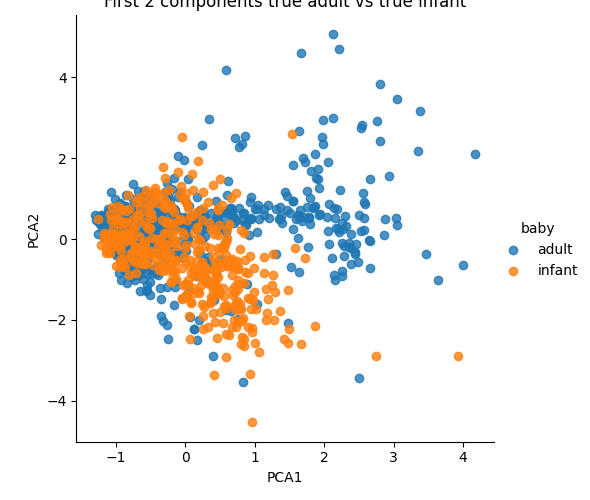 First 2 components true adult vs true infant
4
2
0
−2
−4
PCA2
−1
0
1
2
3
4
PCA1
baby
adult
infant